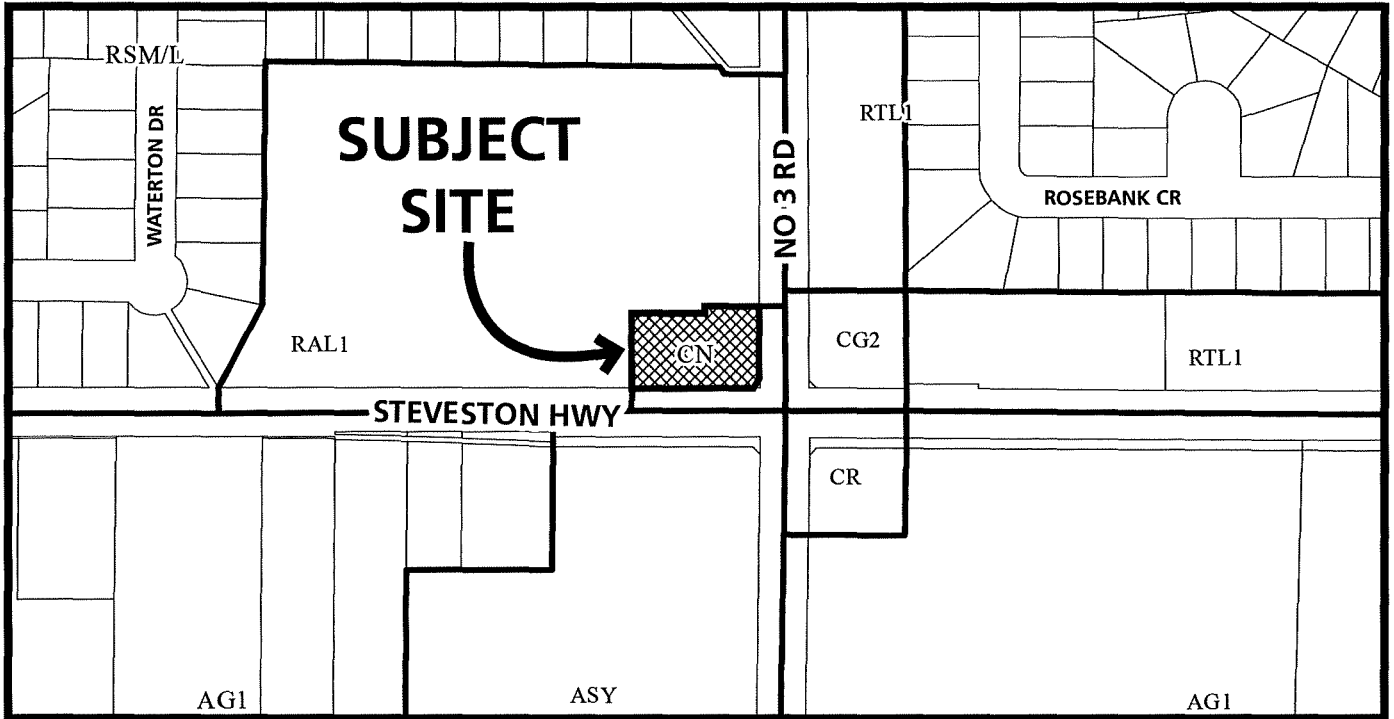 RSM/L
WATERTON DR
SUBJECT
SITE
NO 3 RD
RTL1
ROSEBANK CR
RAL1
CN
CG2
RTL1
STEVESTON HWY
CR
AG1
ASY
AG1